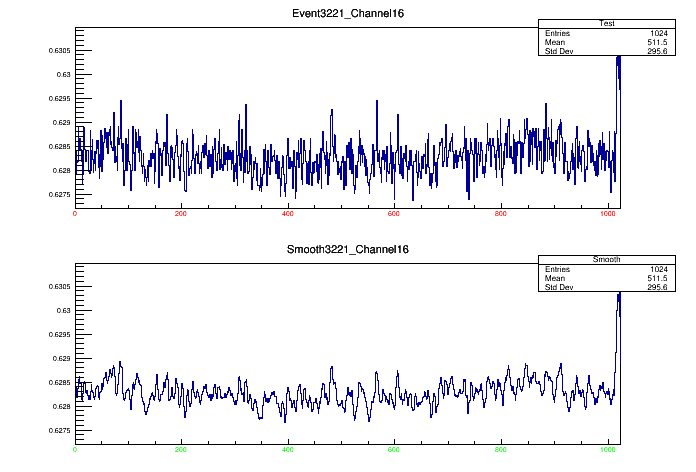 Event3221_Channel16
Test
Entries 1024
Mean 511.5
Std Dev 295.6
0.6305
0.63
0.6295
0.629
0.6285
0.628
0.6275
0 200 400 600 800 1000
Smooth3221_Channel16
Smooth
Entries 1024
Mean 511.5
Std Dev 295.6
0.6305
0.63
0.6295
0.629
0.6285
0.628
0.6275
0 200 400 600 800 1000